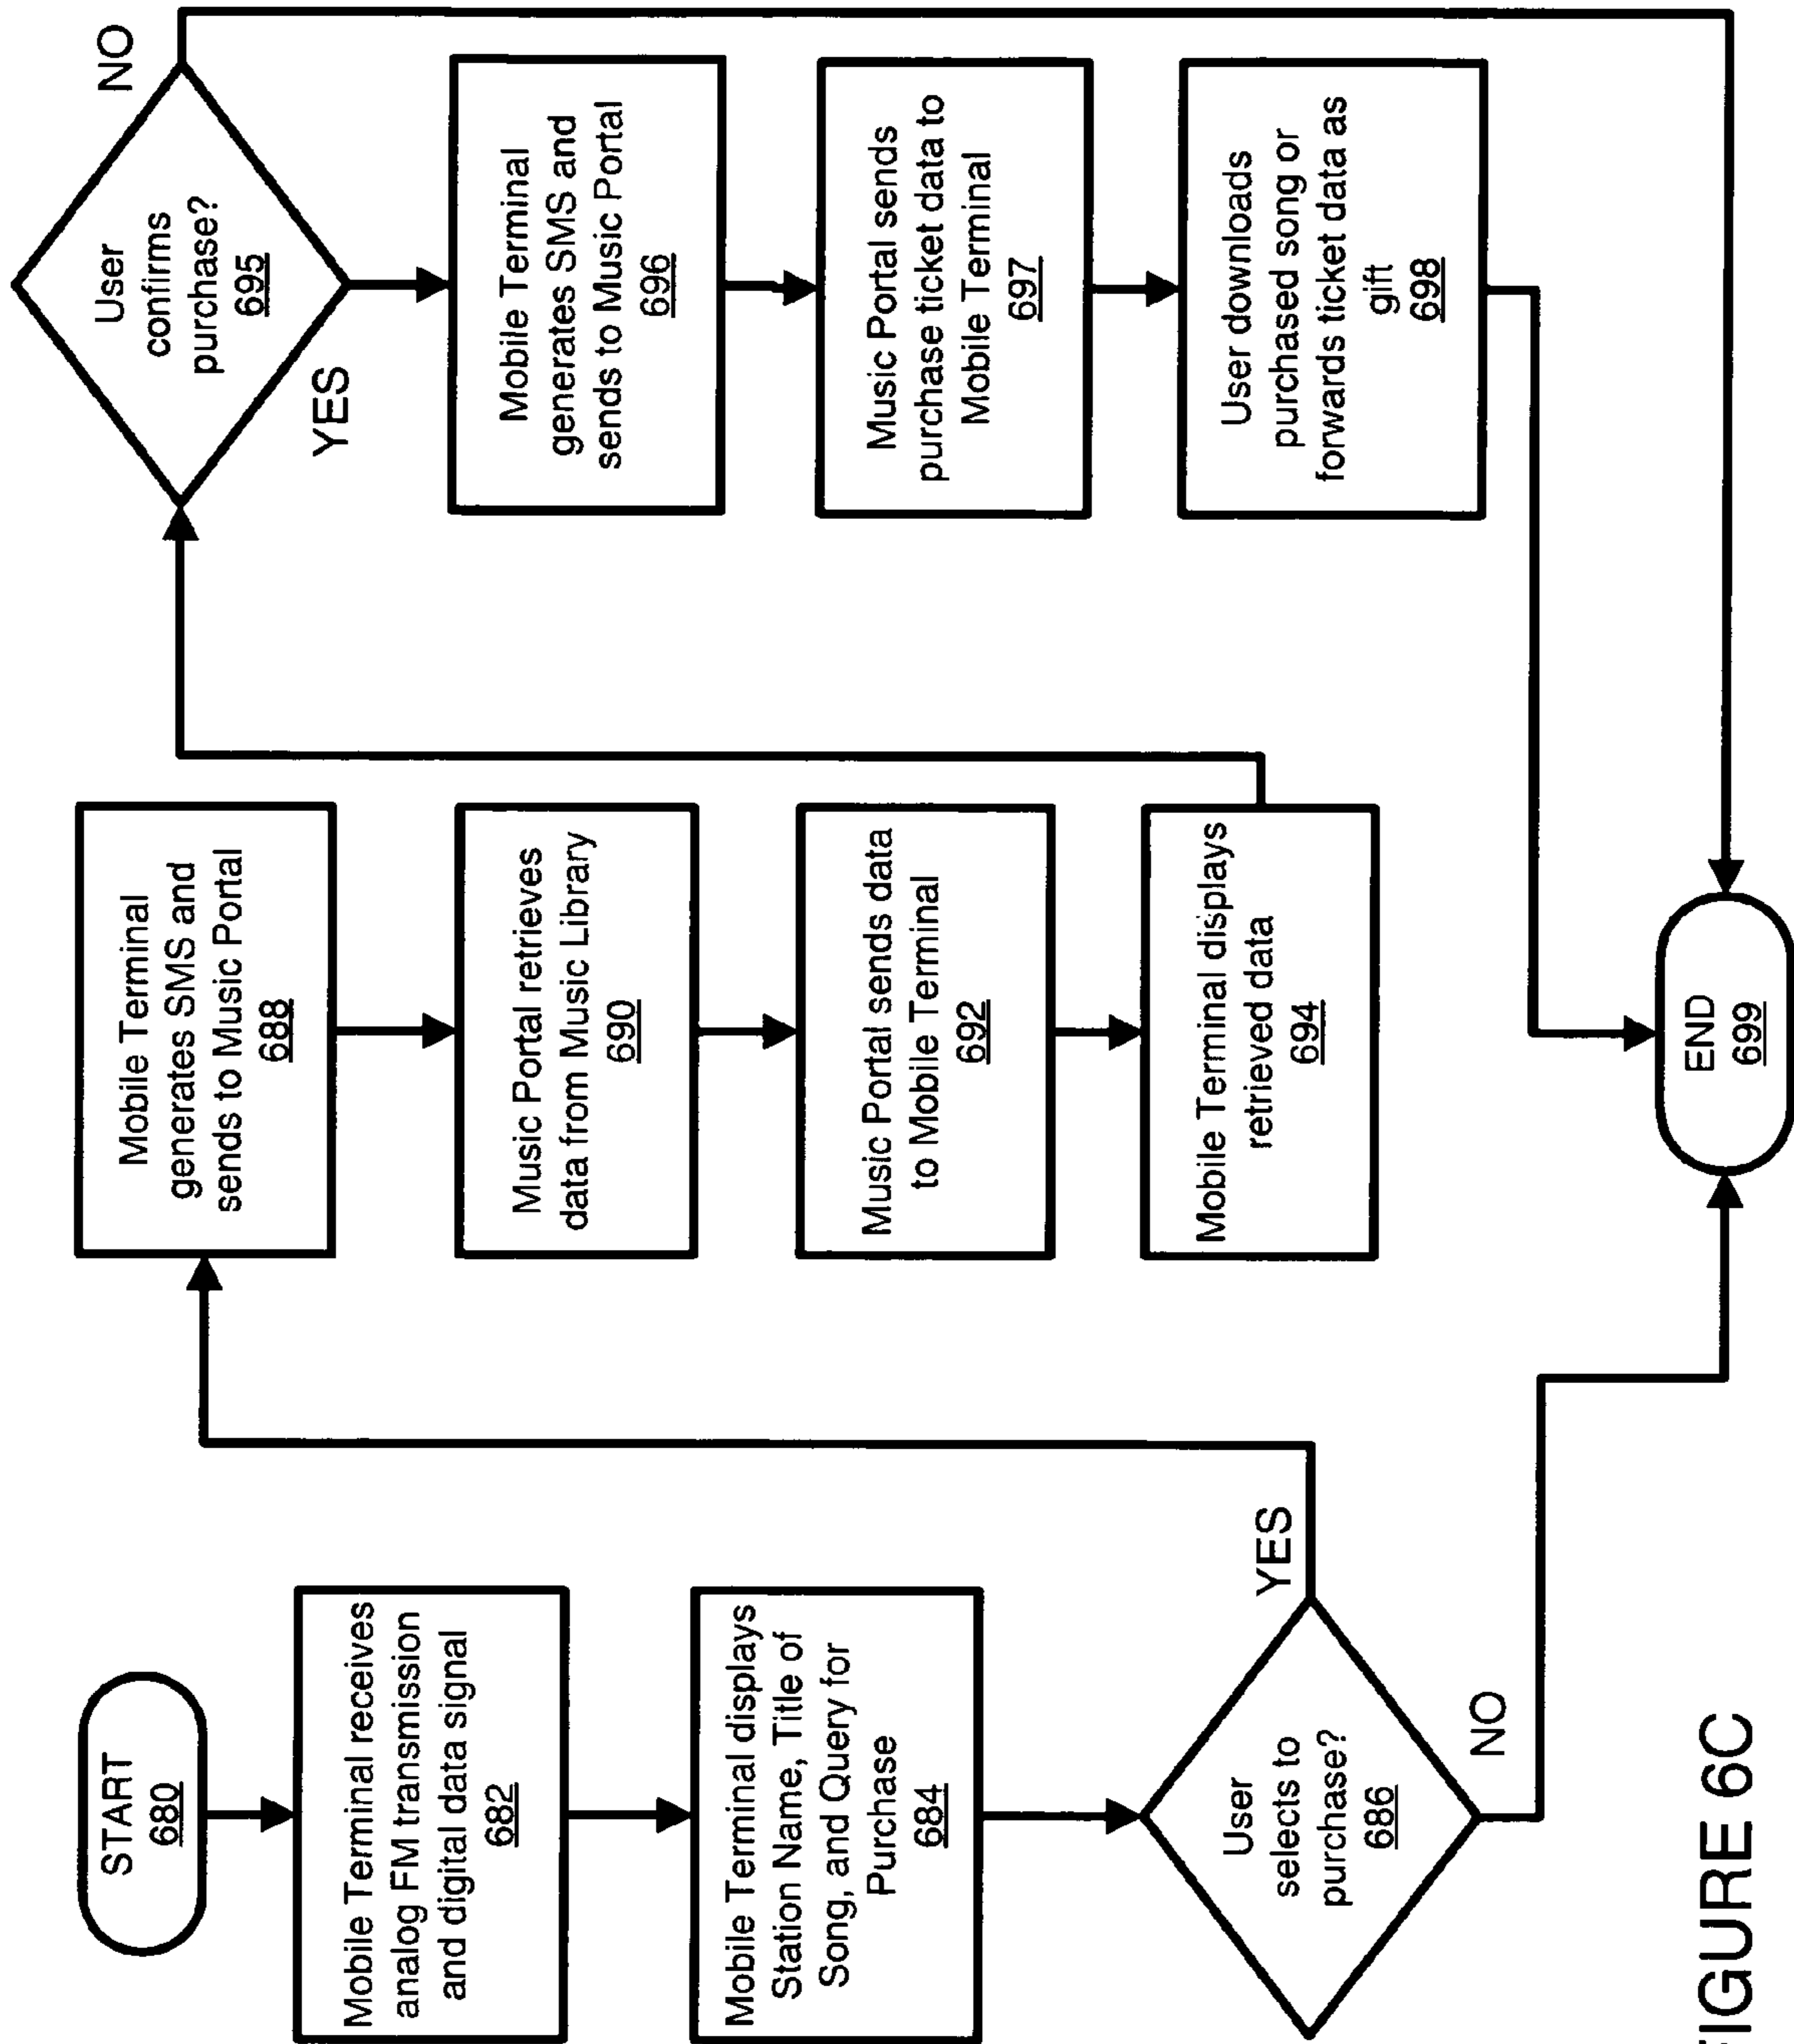 START
680
Mobile Terminal receives
analog FM transmission
and digital data signal
682
Mobile Terminal displays
Station Name, Title of
Song, and Query for
Purchase
684
User
selects to
purchase?
686
YES
NO
Mobile Terminal
generates SMS and
sends to Music Portal
688
Music Portal retrieves
data from Music Library
690
Music Portal sends data
to Mobile Terminal
692
Mobile Terminal displays
retrieved data
694
User
confirms
purchase?
695
NO
YES
Mobile Terminal
generates SMS and
sends to Music Portal
696
Music Portal sends
purchase ticket data to
Mobile Terminal
697
User downloads
purchased song or
forwards ticket data as
gift
698
END
699
FIGURE 6C